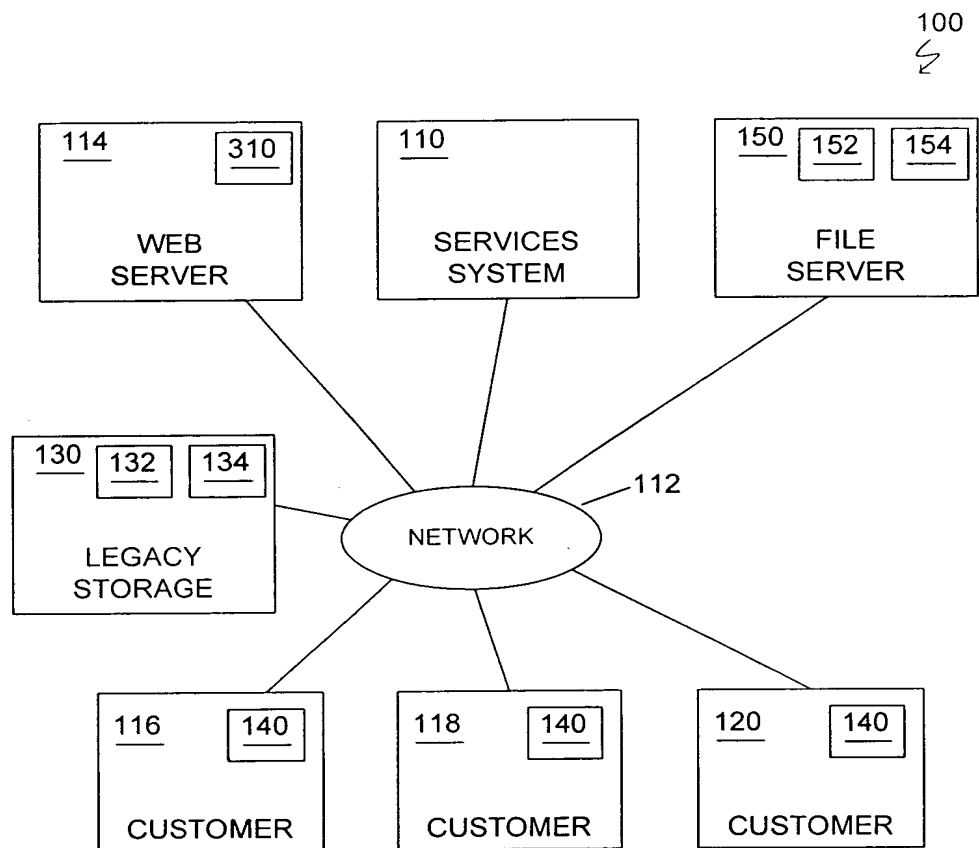 100
114
310
WEB
SERVER
110
SERVICES
SYSTEM
150
152
154
FILE
SERVER
130
132
134
LEGACY
STORAGE
NETWORK
112
116
140
CUSTOMER
118
140
CUSTOMER
120
140
CUSTOMER